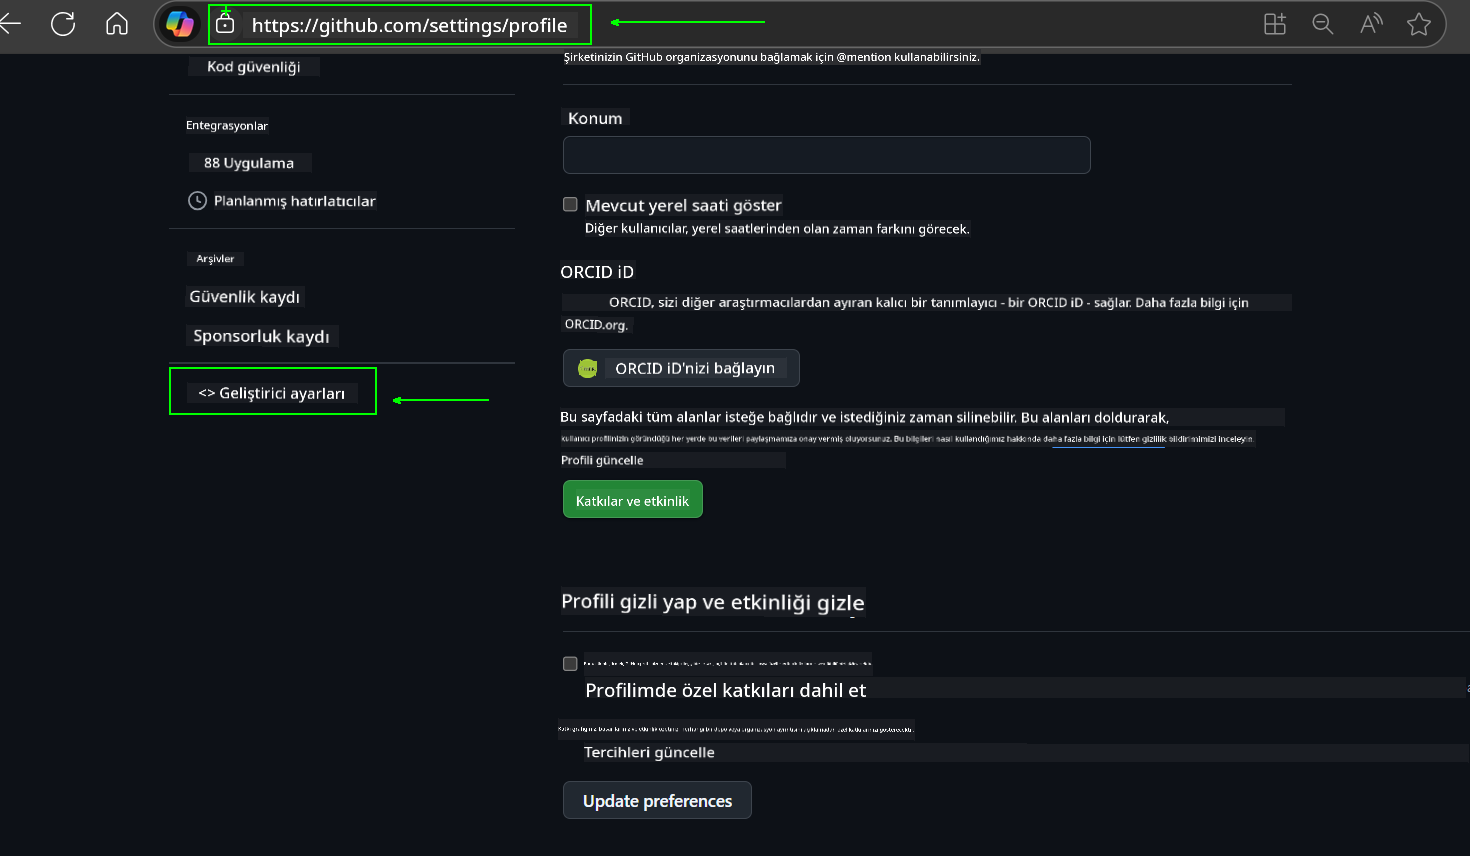 https://github.com/settings/profile
Kod güvenliği
Entegrasyonlar
88 Uygulama
Planlanmış hatırlatıcılar
Arşivler
Güvenlik kaydı
Sponsorluk kaydı
<> Geliştirici ayarları
Şirketinizin GitHub organizasyonunu bağlamak için @mention kullanabilirsiniz.
Konum
Mevcut yerel saati göster
Diğer kullanıcılar, yerel saatlerinden olan zaman farkını görecek.
ORCID iD
ORCID, sizi diğer araştırmacılardan ayıran kalıcı bir tanımlayıcı - bir ORCID iD - sağlar. Daha fazla bilgi için
ORCID.org.
ORCID iD'nizi bağlayın
Bu sayfadaki tüm alanlar isteğe bağlıdır ve istediğiniz zaman silinebilir. Bu alanları doldurarak,
kullanıcı profilinizin göründüğü her yerde bu verileri paylaşmamıza onay vermiş oluyorsunuz. Bu bilgileri nasıl kullandığımız hakkında daha fazla bilgi için lütfen gizlilik bildirimimizi inceleyin.
Profili güncelle
Katkılar ve etkinlik
Profili gizli yap ve etkinliği gizle
Profilimde özel katkıları dahil et
Tercihleri güncelle
Update preferences